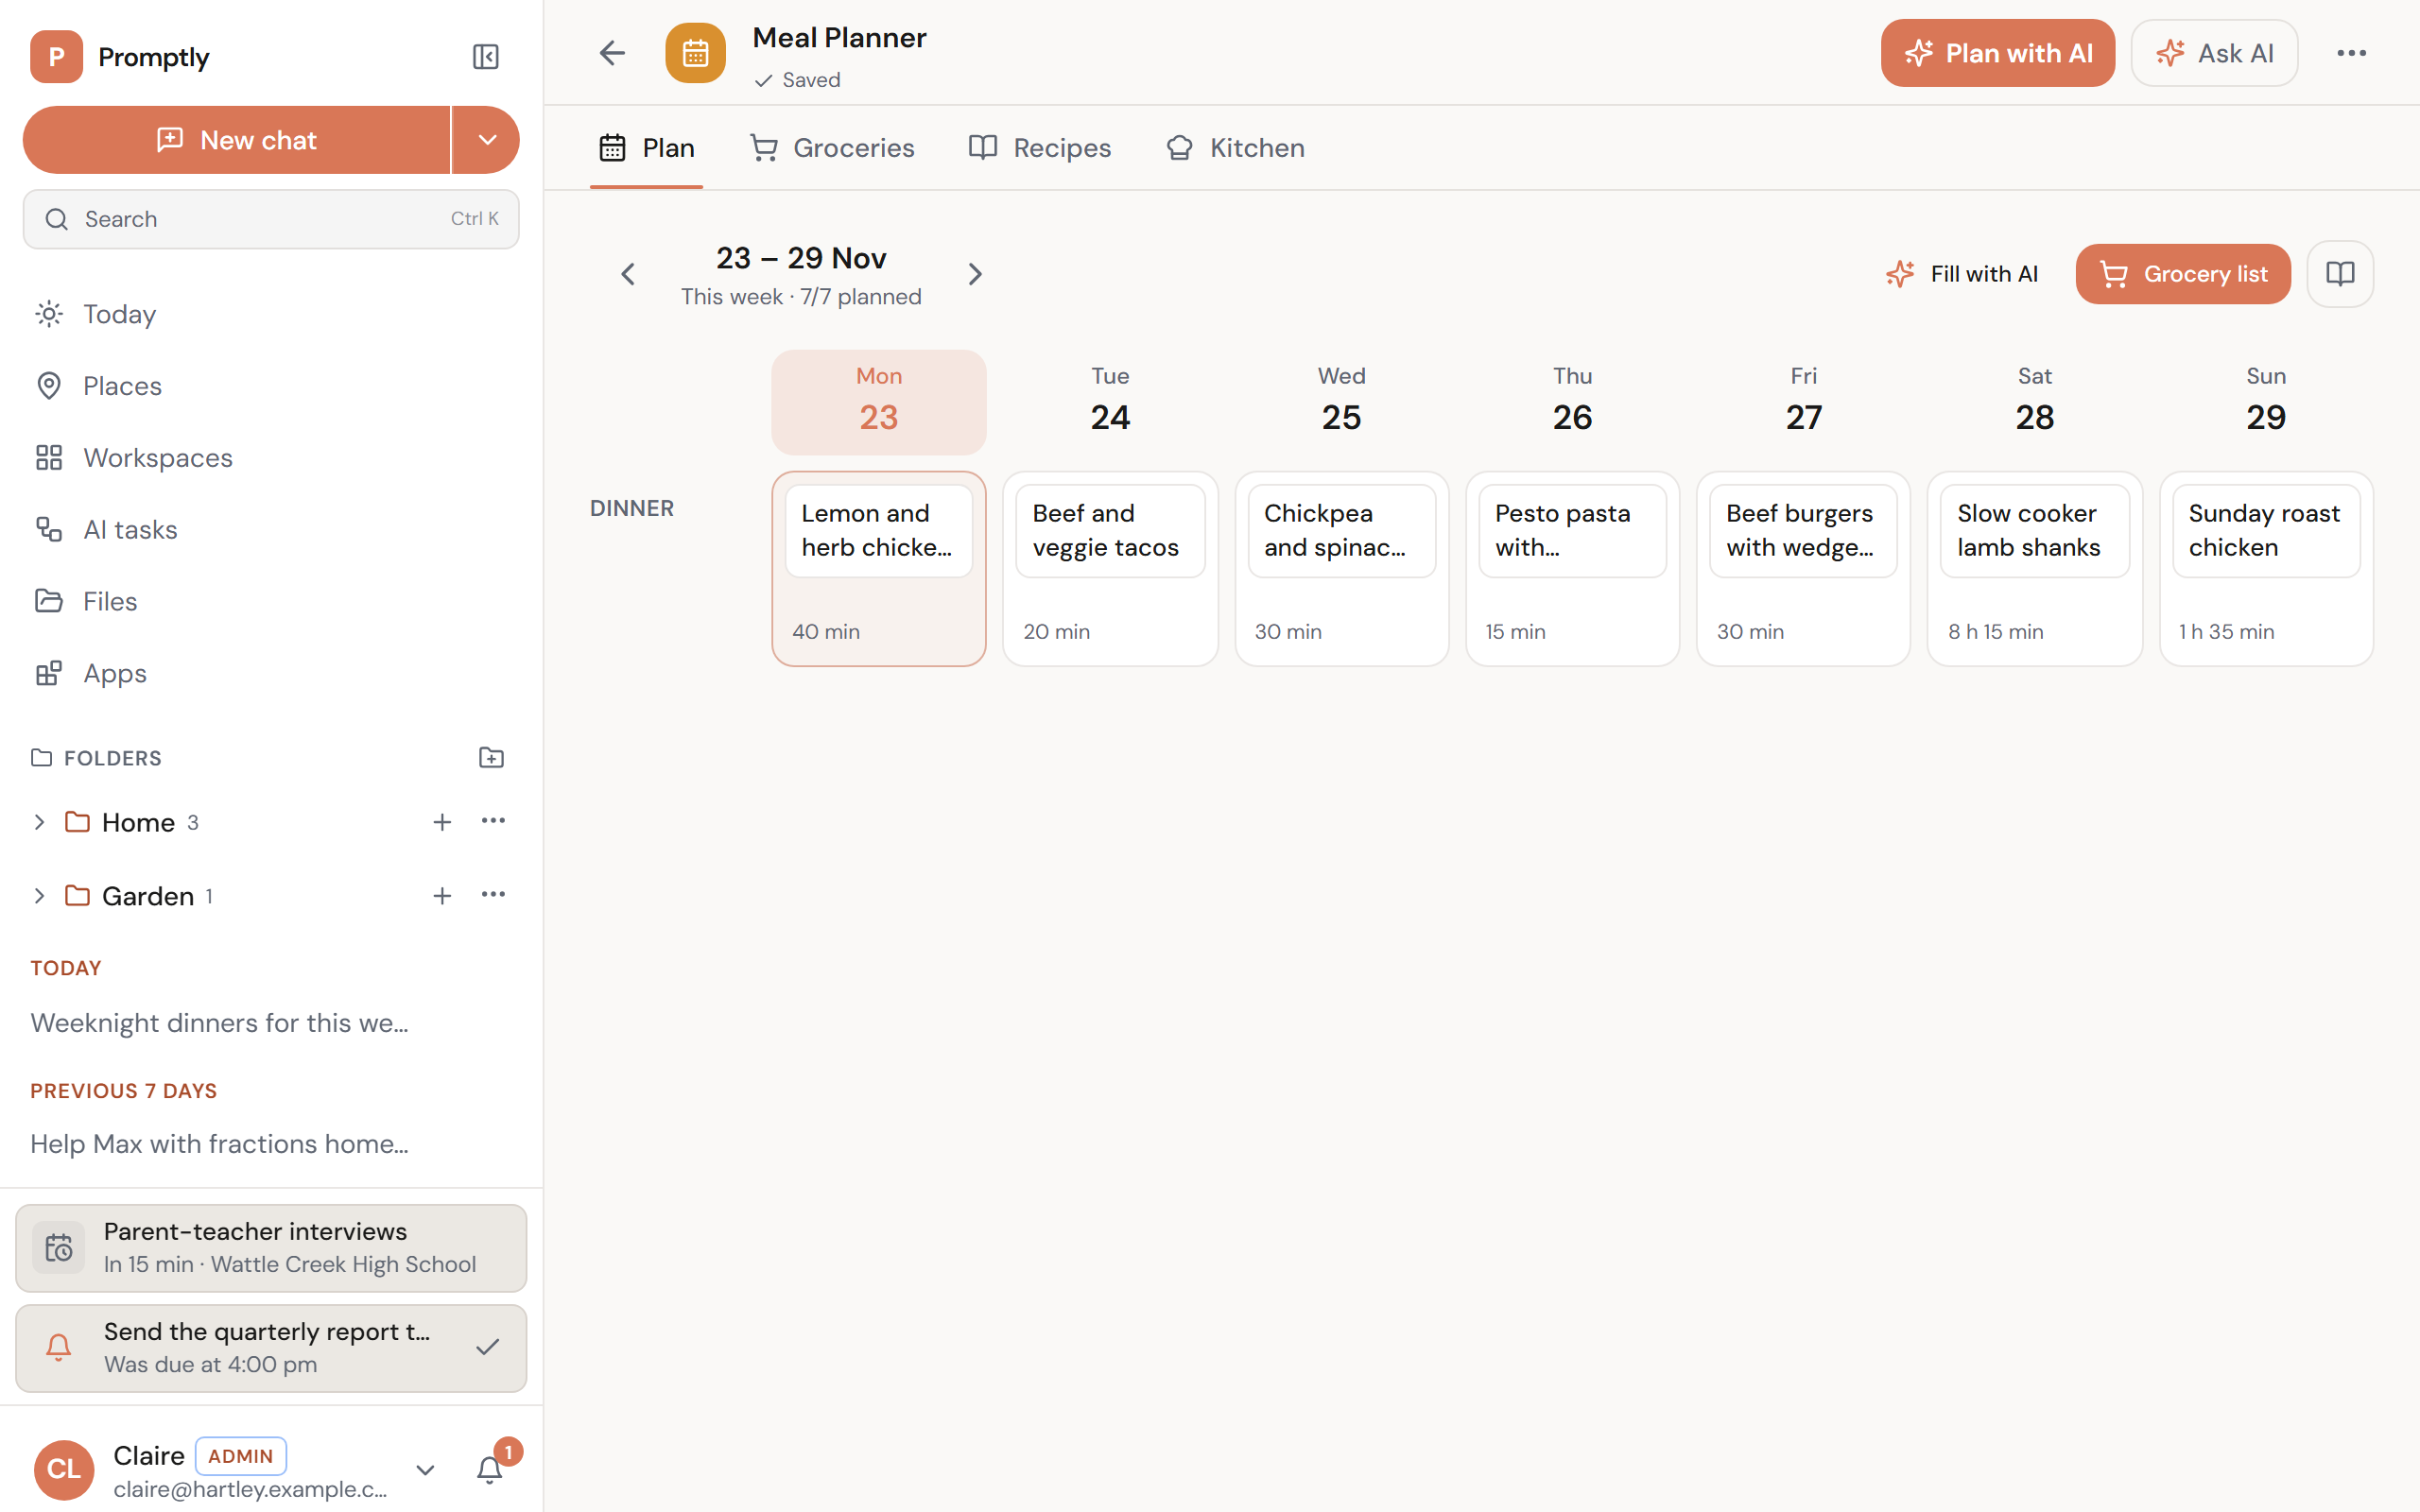 P Promptly
New chat
Search Ctrl K
Today
Places
Workspaces
AI tasks
Files
Apps
FOLDERS
Home 3
Garden 1
TODAY
Weeknight dinners for this we...
PREVIOUS 7 DAYS
Help Max with fractions home...
Parent-teacher interviews
In 15 min · Wattle Creek High School
Send the quarterly report t...
Was due at 4:00 pm
CL Claire ADMIN
claire@hartley.example.c...
1
Meal Planner
Saved
Plan with AI
Ask AI
Plan Groceries Recipes Kitchen
23 – 29 Nov
This week · 7/7 planned
Fill with AI
Grocery list
Mon Tue Wed Thu Fri Sat Sun
23 24 25 26 27 28 29
DINNER
Lemon and
herb chicke...
40 min
Beef and
veggie tacos
20 min
Chickpea
and spinac...
30 min
Pesto pasta
with...
15 min
Beef burgers
with wedge...
30 min
Slow cooker
lamb shanks
8 h 15 min
Sunday roast
chicken
1 h 35 min